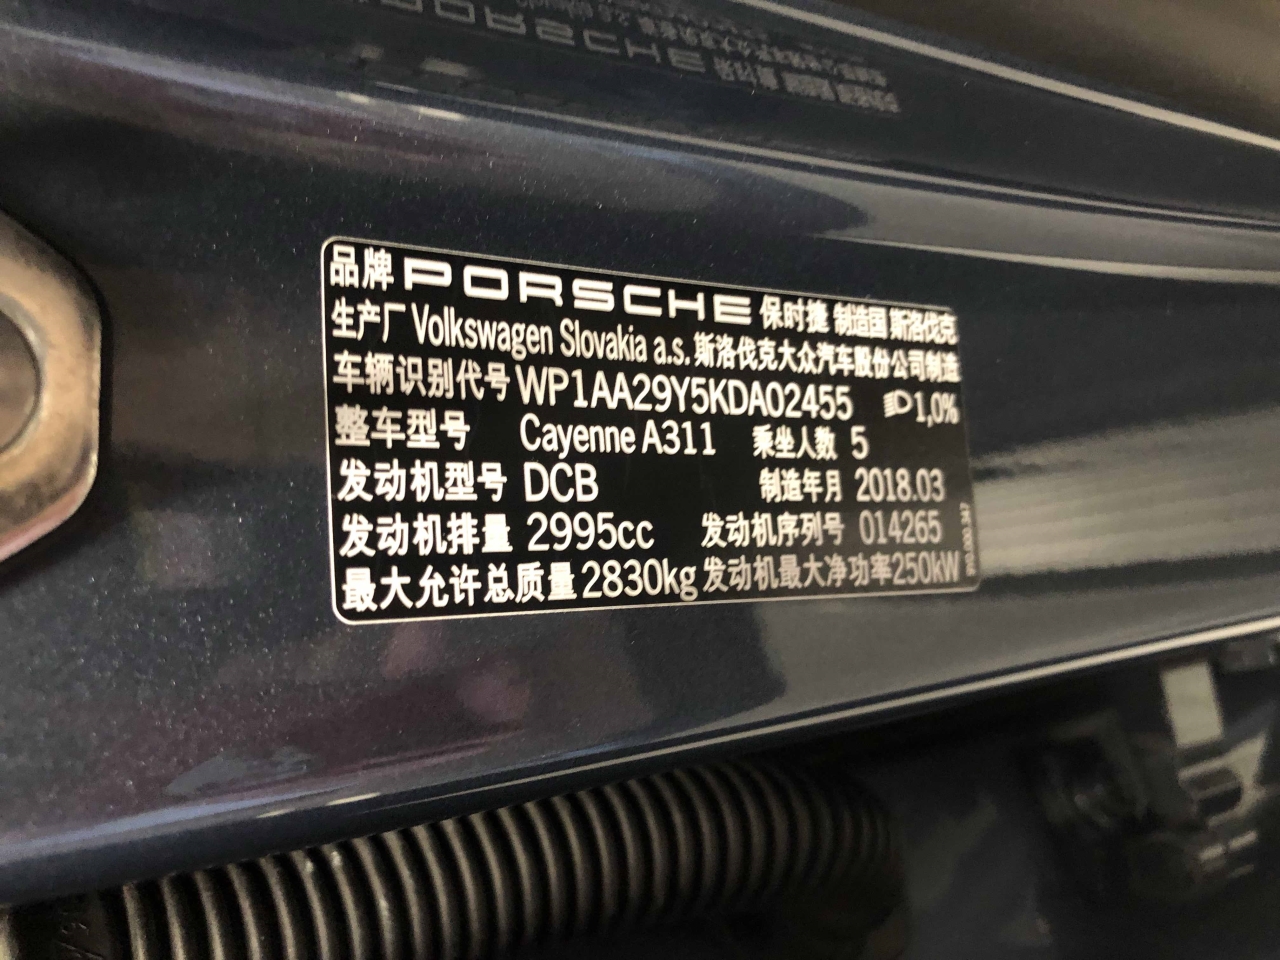 品牌 PORSCHE 保时捷 制造国 斯洛伐克
生产厂 Volkswagen Slovakia a.s. 斯洛伐克大众汽车股份公司制造
车辆识别代号 WP1AA29Y5KDA02455 1,0%
整车型号 Cayenne A311 乘坐人数 5
发动机型号 DCB 制造年月 2018.03
发动机排量 2995cc 发动机序列号 014265
最大允许总质量 2830kg 发动机最大净功率 250kW